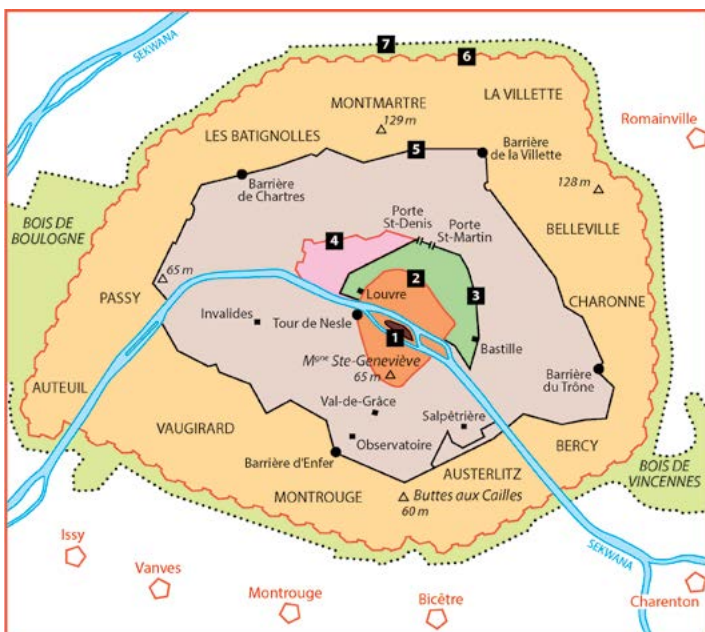 7
6
SEKWANA
LA VILLETTE
MONTMARTRE
129 m
Romainville
LES BATIGNOLLES
5
Barrière
de la Villette
Barrière
de Chartres
128 m
BOIS DE
BOULOGNE
Porte
St-Denis
Porte
St-Martin
BELLEVILLE
4
65 m
2
3
PASSY
Louvre
CHARONNE
Invalides
Tour de Nesle
1
Bastille
Mgne Ste-Geneviève
65 m
Barrière
du Trône
AUTEUIL
Val-de-Grâce
Salpêtrière
VAUGIRARD
Observatoire
BERCY
Barrière d'Enfer
AUSTERLITZ
BOIS DE
VINCENNES
MONTROUGE
Buttes aux Cailles
60 m
Issy
SEKWANA
Vanves
Montrouge
Bicêtre
Charenton